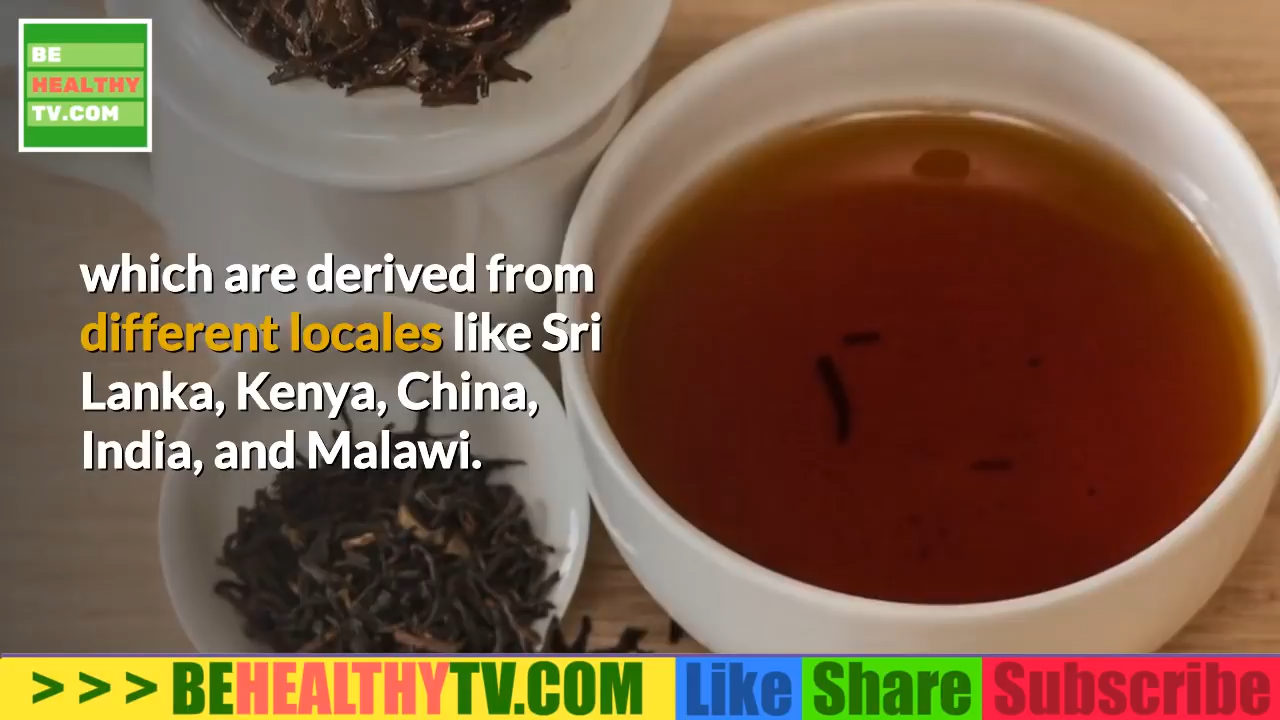 BE
HEALTHY
TV.COM
which are derived from
different locales like Sri
Lanka, Kenya, China,
India, and Malawi.
> > > BEHEALTHYTV.COM Like Share Subscribe